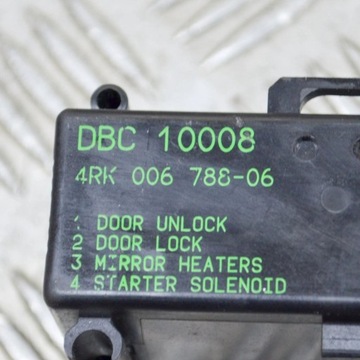 DBC 10008
4RK 006 788-06
1 DOOR UNLOCK
2 DOOR LOCK
3 MIRROR HEATERS
4 STARTER SOLENOID